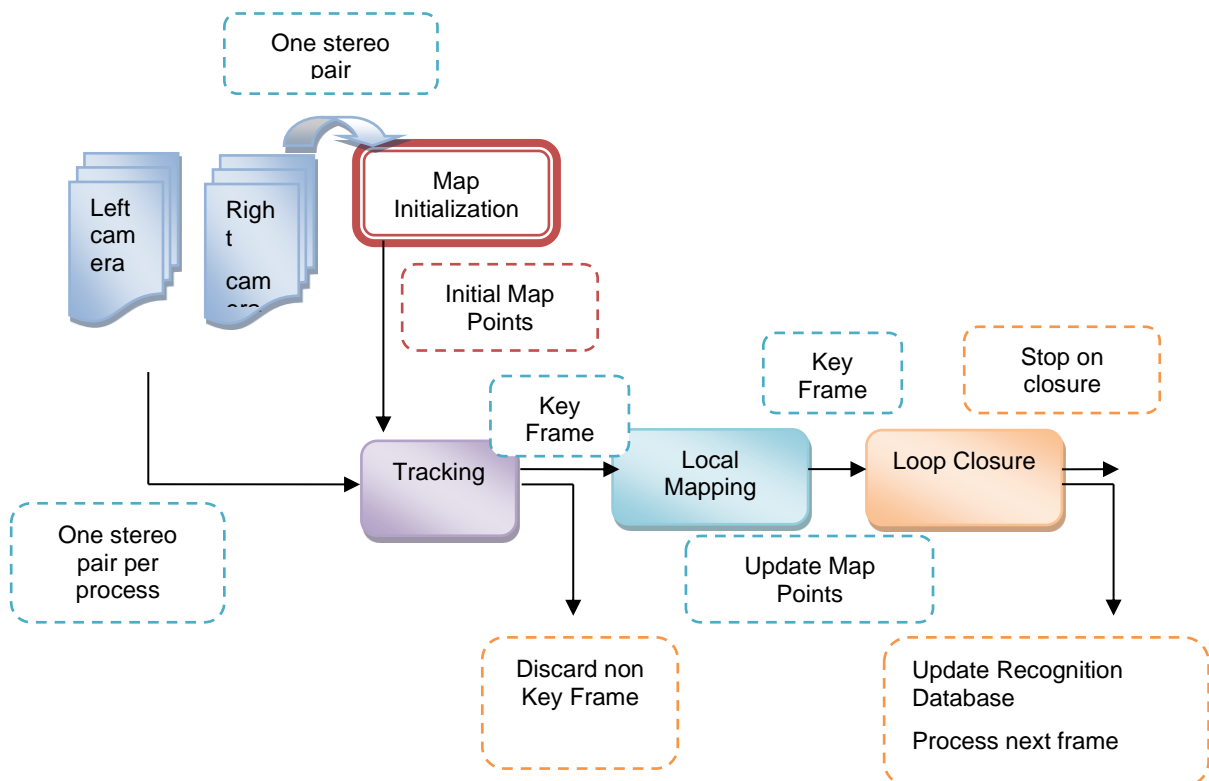 One stereo
pair
Left
cam
era
Righ
t
cam
era
Map
Initialization
Initial Map
Points
Key
Frame
Stop on
closure
Key
Frame
Tracking
Local
Mapping
Loop Closure
One stereo
pair per
process
Update Map
Points
Discard non
Key Frame
Update Recognition
Database
Process next frame